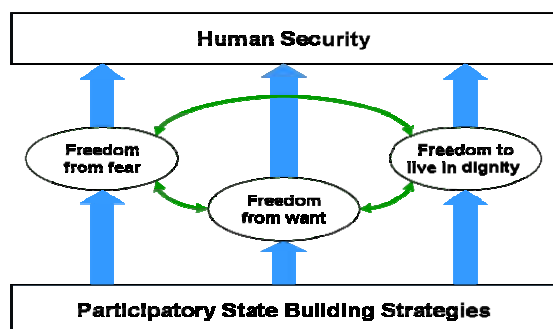 Human Security
Freedom
from fear
Freedom to
live in dignity
Freedom
from want
Participatory State Building Strategies